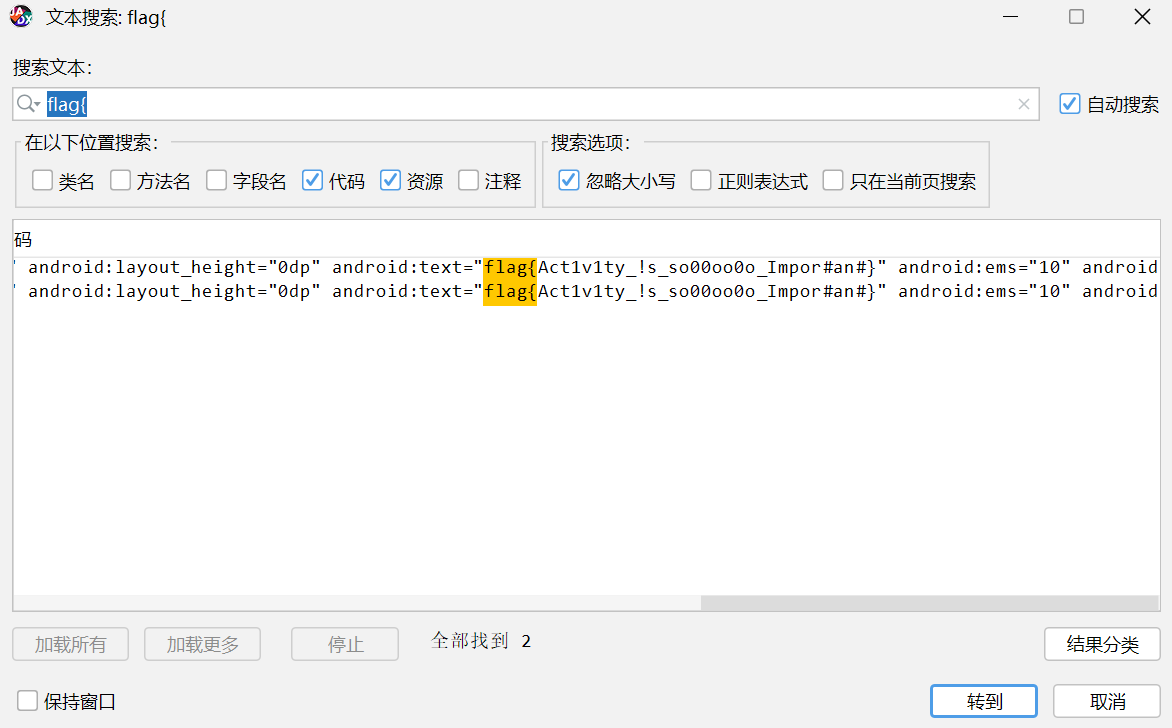 文本搜索: flag{
搜索文本:
flag{
自动搜索
在以下位置搜索:
搜索选项:
类名 方法名 字段名 代码 资源 注释
忽略大小写 正则表达式 只在当前页搜索
码
" android:layout_height="0dp" android:text="flag{Act1v1ty_!s_so00oo0o_Impor#an#}" android:ems="10" android
" android:layout_height="0dp" android:text="flag{Act1v1ty_!s_so00oo0o_Impor#an#}" android:ems="10" android
加载所有 加载更多 停止 全部找到 2 结果分类
保持窗口 转到 取消